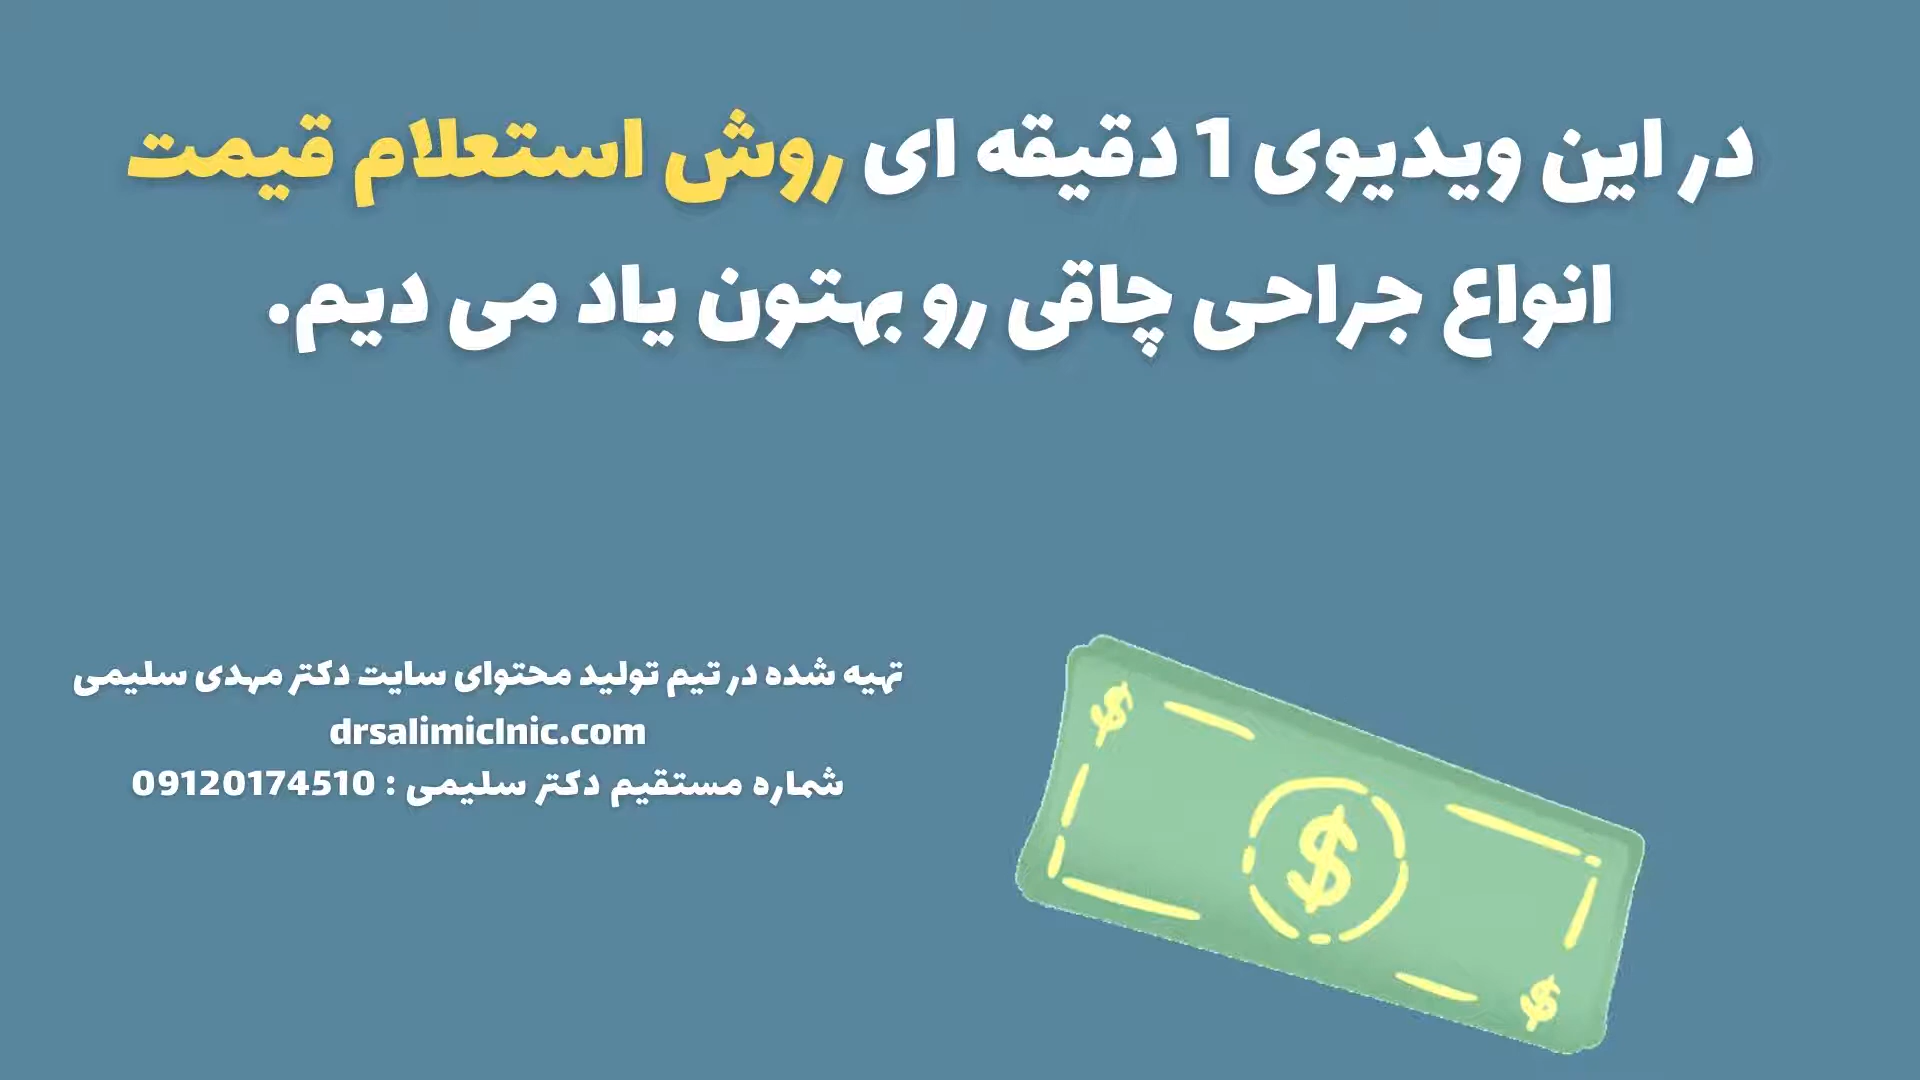 در این ویدیوی 1 دقیقه ای روش استعلام قیمت
انواع جراحی چاقی رو بهتون یاد می دیم.
تهیه شده در تیم تولید محتوای سایت دکتر مهدی سلیمی
drsalimiclnic.com
شماره مستقیم دکتر سلیمی : 09120174510
$
$
$